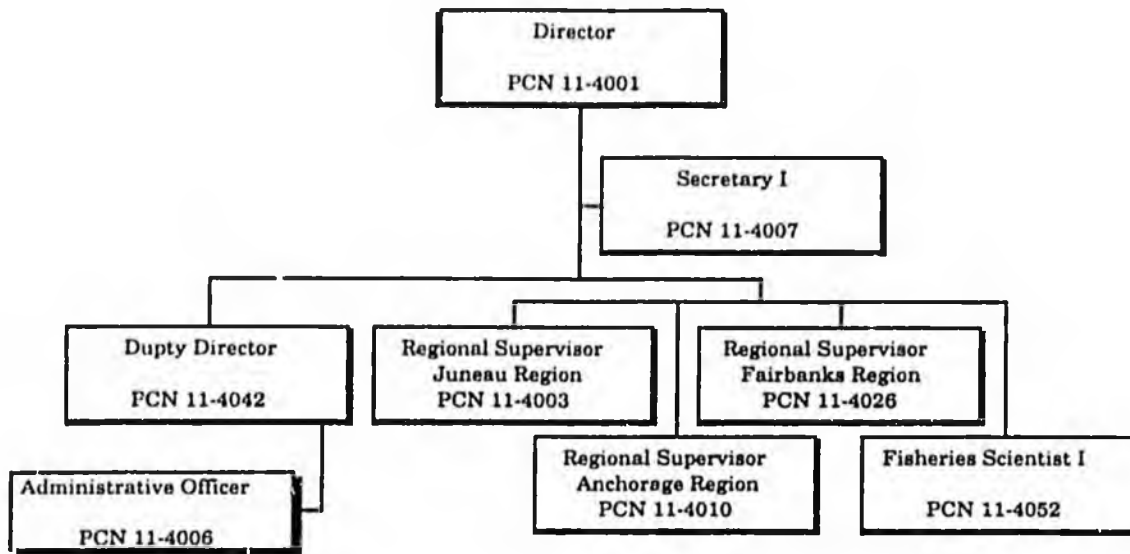 Director
PCN 11-4001
Secretary I
PCN 11-4007
Dupty Director
PCN 11-4042
Regional Supervisor
Juneau Region
PCN 11-4003
Regional Supervisor
Fairbanks Region
PCN 11-4026
Administrative Officer
PCN 11-4006
Regional Supervisor
Anchorage Region
PCN 11-4010
Fisheries Scientist I
PCN 11-4052